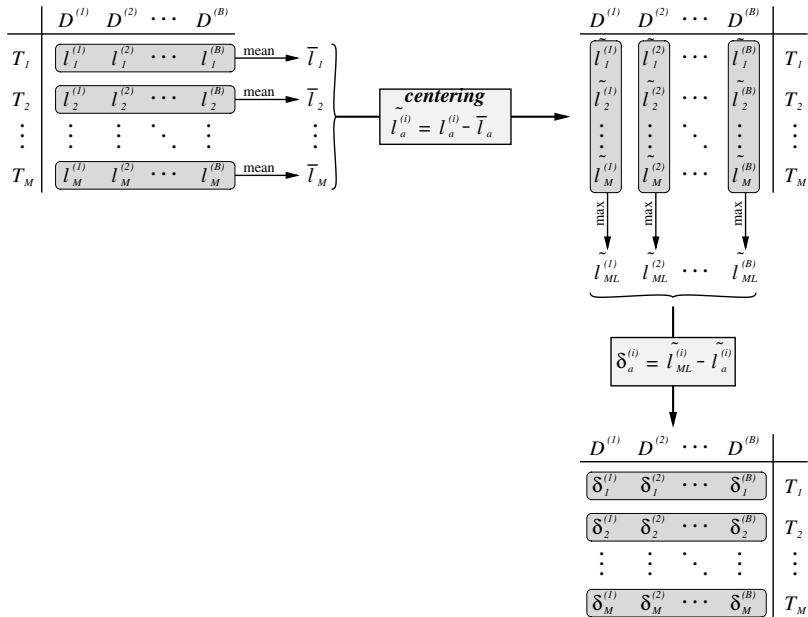 D^(1) D^(2) ··· D^(B)
T_1 l_1^(1) l_1^(2) ··· l_1^(B) mean l̅_1
T_2 l_2^(1) l_2^(2) ··· l_2^(B) mean l̅_2
⋮ ⋮ ⋮ ⋱ ⋮ ⋮
T_M l_M^(1) l_M^(2) ··· l_M^(B) mean l̅_M
centering
l̃_a^(i) = l_a^(i) - l̅_a
D^(1) D^(2) ··· D^(B)
l̃_1^(1) l̃_1^(2) ··· l̃_1^(B) T_1
l̃_2^(1) l̃_2^(2) ··· l̃_2^(B) T_2
⋮ ⋮ ⋱ ⋮ ⋮
l̃_M^(1) l̃_M^(2) ··· l̃_M^(B) T_M
max max max
l̃_ML^(1) l̃_ML^(2) ··· l̃_ML^(B)
δ_a^(i) = l̃_ML^(i) - l̃_a^(i)
D^(1) D^(2) ··· D^(B)
δ_1^(1) δ_1^(2) ··· δ_1^(B) T_1
δ_2^(1) δ_2^(2) ··· δ_2^(B) T_2
⋮ ⋮ ⋱ ⋮ ⋮
δ_M^(1) δ_M^(2) ··· δ_M^(B) T_M